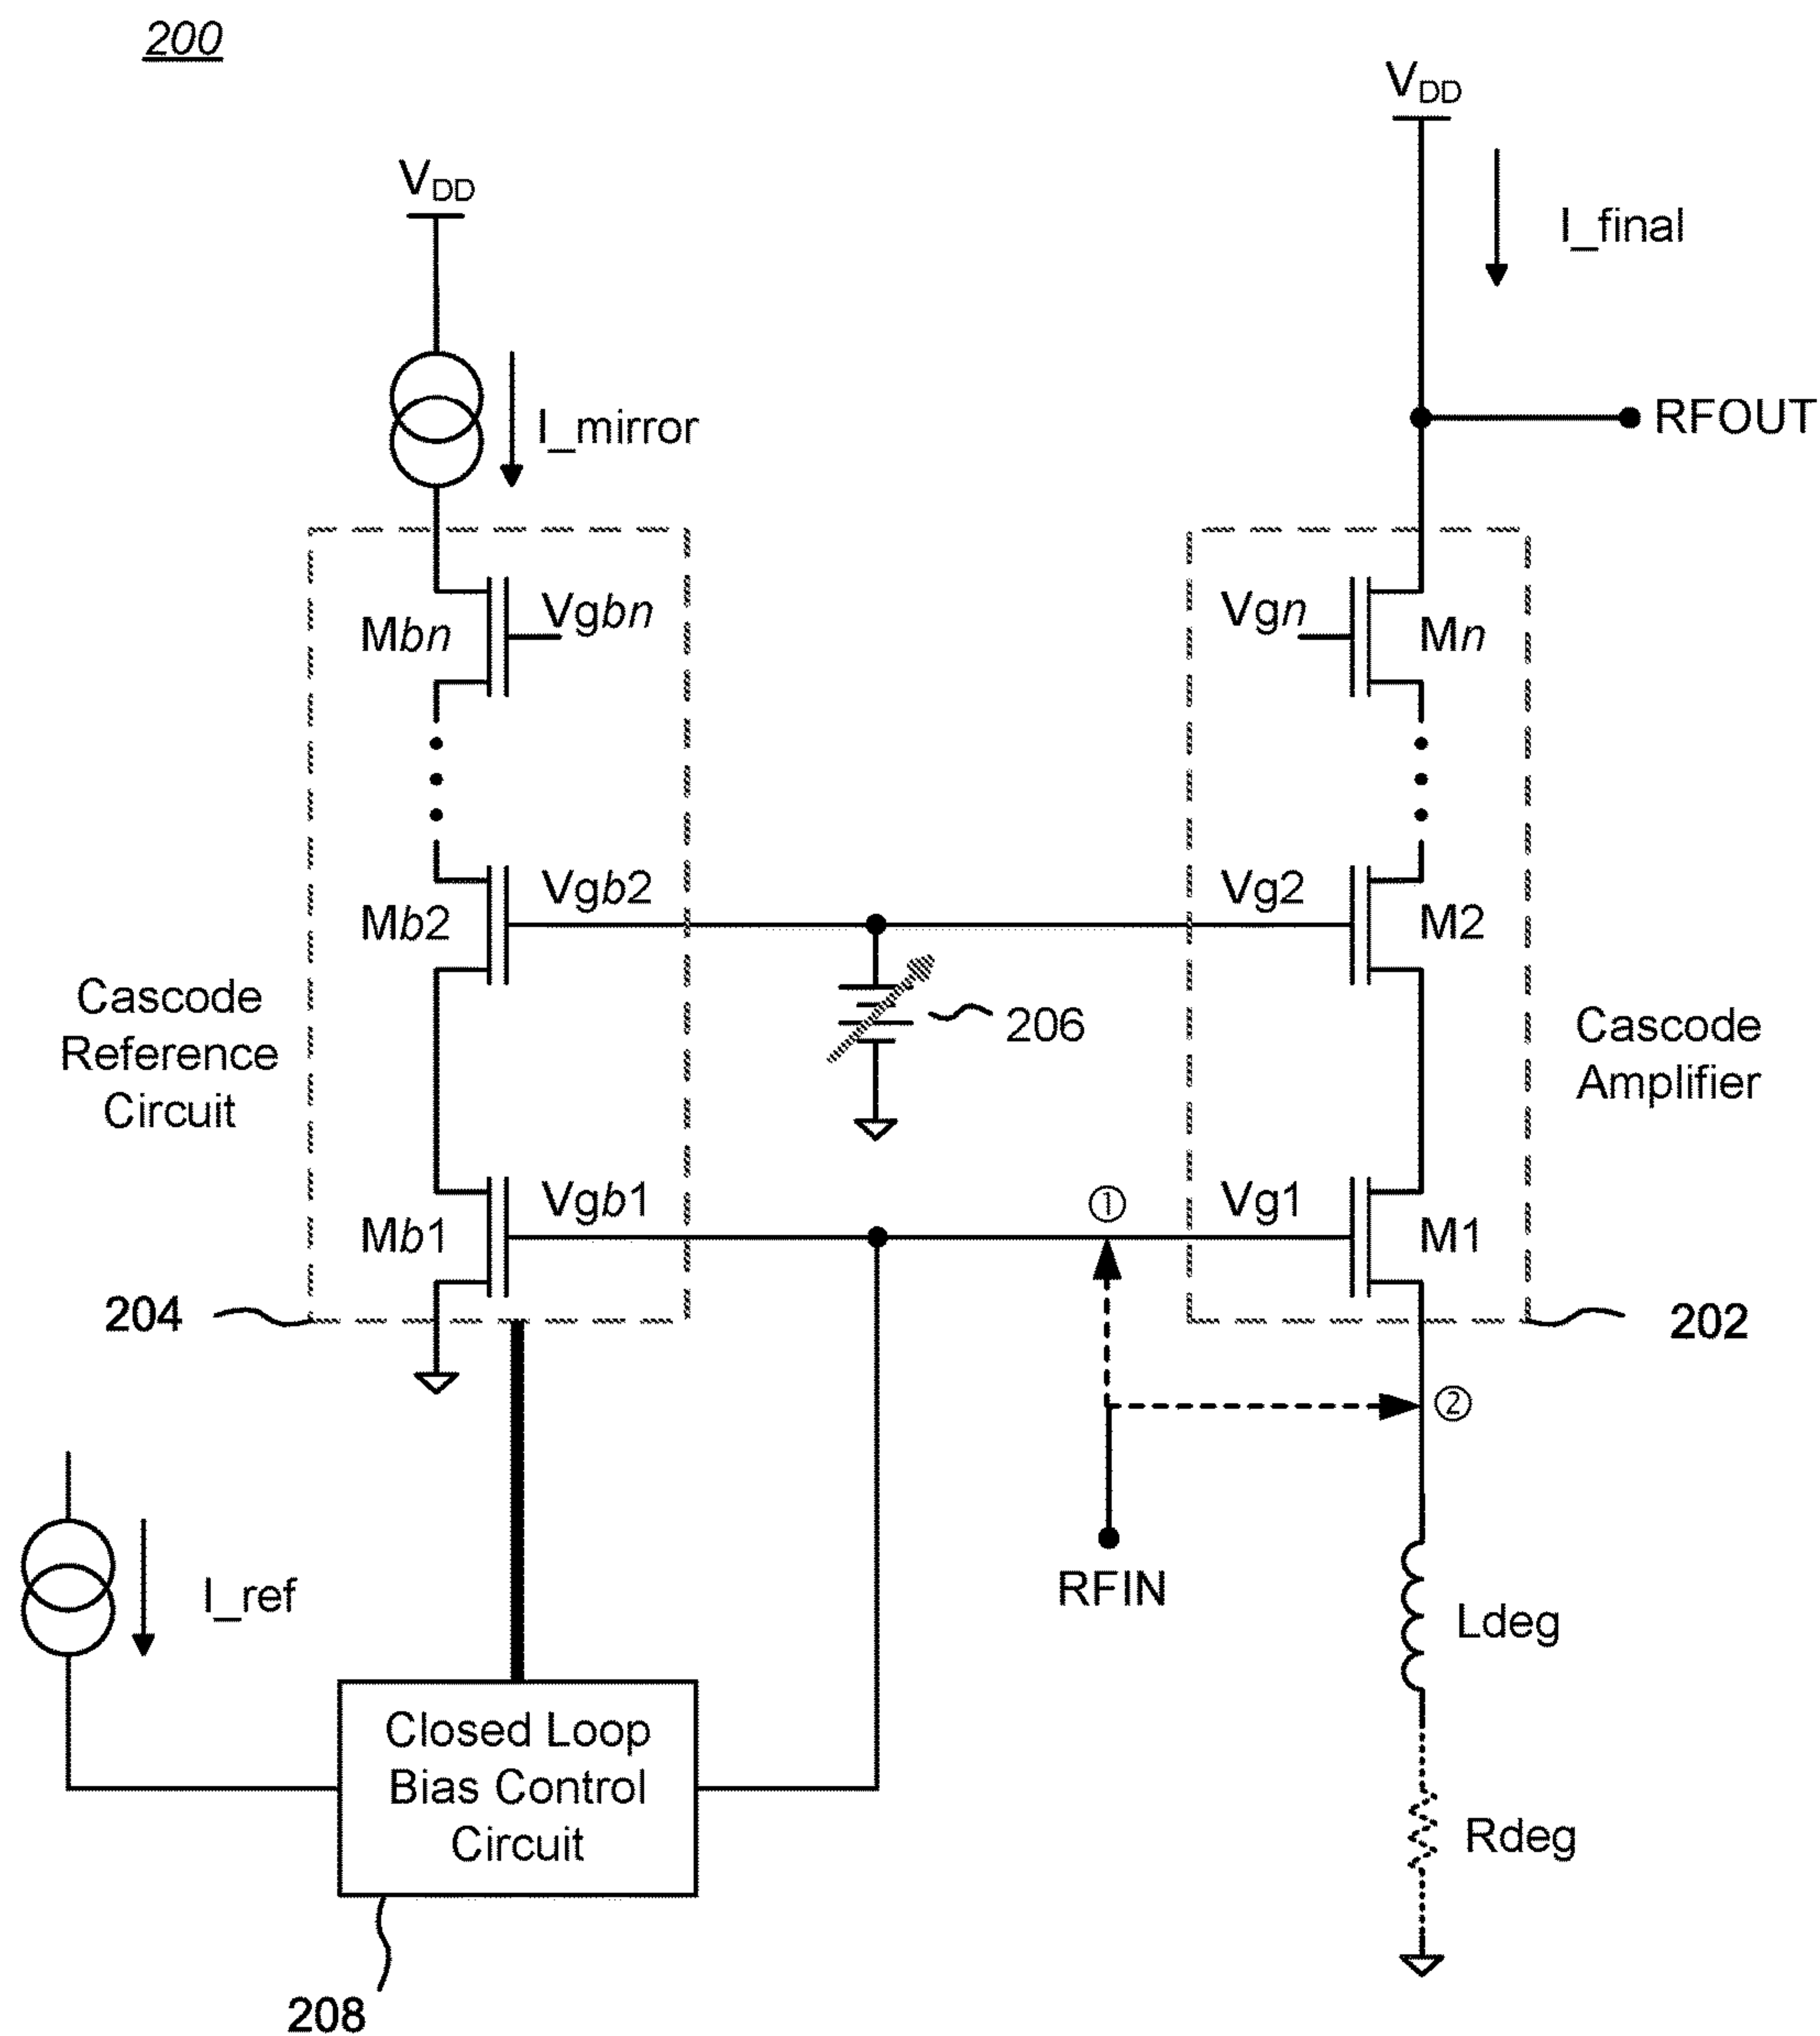 200
VDD
I_final
VDD
I_mirror
RFOUT
Mbn
Vgbn
Vgn
Mn
Mb2
Vgb2
Vg2
M2
Cascode
Reference
Circuit
206
Cascode
Amplifier
Mb1
Vgb1
①
Vg1
M1
204
202
②
I_ref
RFIN
Ldeg
Closed Loop
Bias Control
Circuit
Rdeg
208